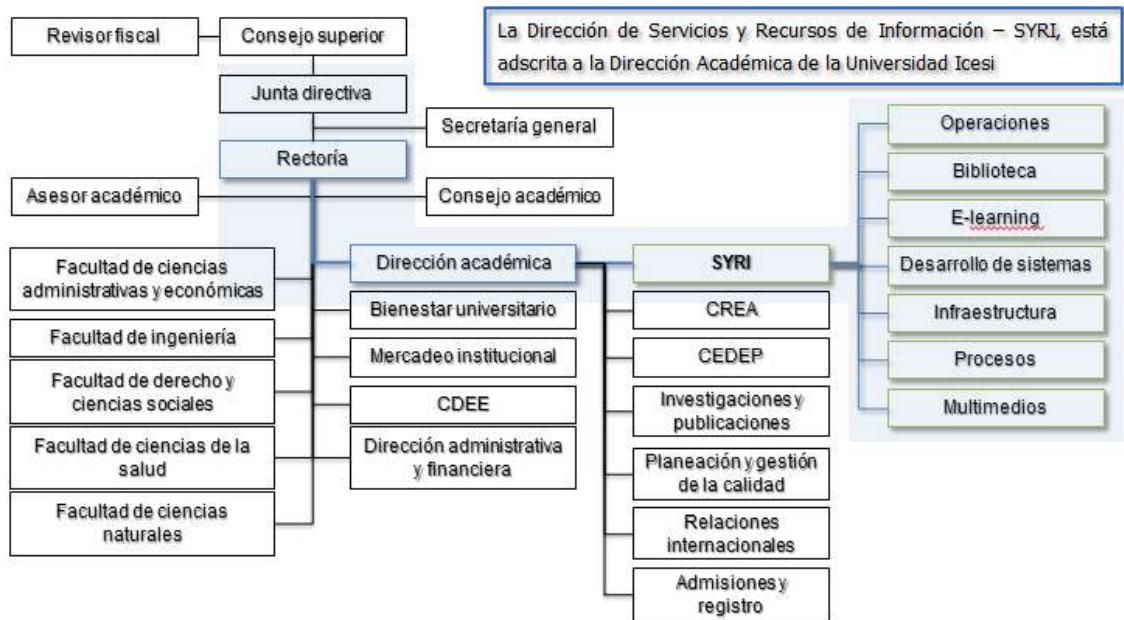 Revisor fiscal
Consejo superior
La Dirección de Servicios y Recursos de Información – SYRI, está
adscrita a la Dirección Académica de la Universidad Icesi
Junta directiva
Secretaría general
Rectoría
Asesor académico
Consejo académico
Facultad de ciencias
administrativas y económicas
Facultad de ingeniería
Facultad de derecho y
ciencias sociales
Facultad de ciencias de la
salud
Facultad de ciencias
naturales
Dirección académica
Bienestar universitario
Mercadeo institucional
CDEE
Dirección administrativa
y financiera
SYRI
CREA
CEDEP
Investigaciones y
publicaciones
Planeación y gestión
de la calidad
Relaciones
internacionales
Admisiones y
registro
Operaciones
Biblioteca
E-learning
Desarrollo de sistemas
Infraestructura
Procesos
Multimedios